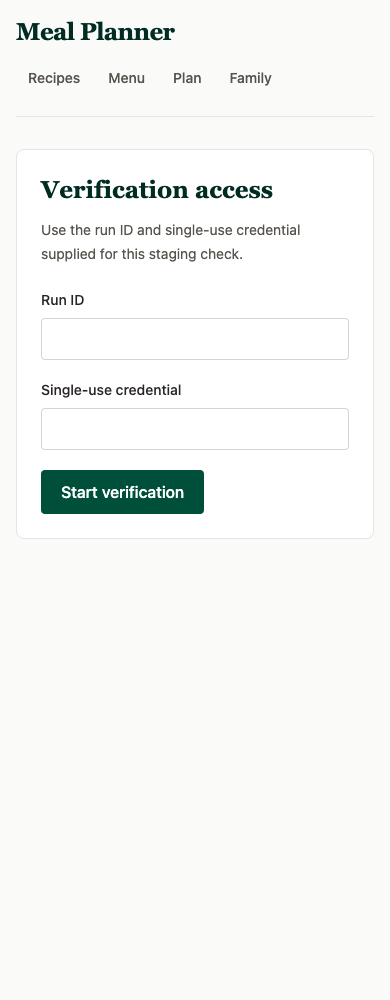 Meal Planner
Recipes Menu Plan Family
Verification access
Use the run ID and single-use credential
supplied for this staging check.
Run ID
Single-use credential
Start verification